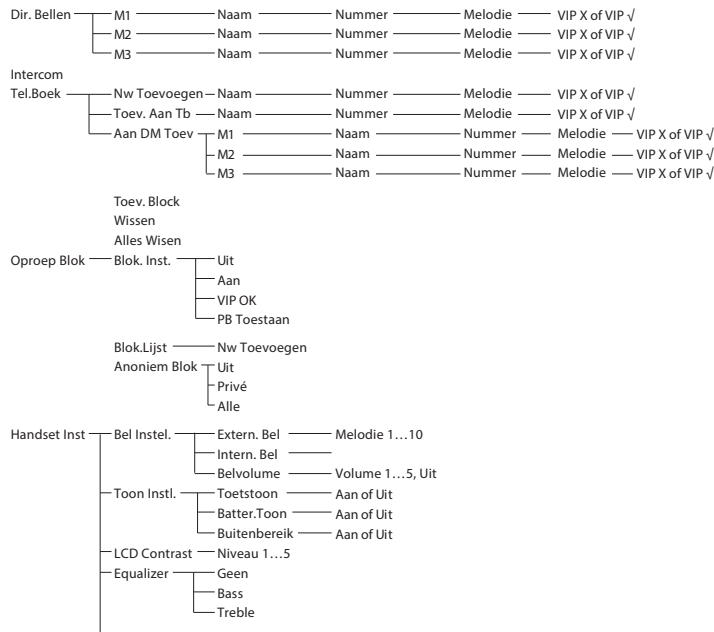 Dir. Bellen M1 Naam Nummer Melodie VIP X of VIP √
M2 Naam Nummer Melodie VIP X of VIP √
M3 Naam Nummer Melodie VIP X of VIP √
Intercom
Tel.Boek Nw Toevoegen Naam Nummer Melodie VIP X of VIP √
Toev. Aan Tb Naam Nummer Melodie VIP X of VIP √
Aan DM Toev M1 Naam Nummer Melodie VIP X of VIP √
M2 Naam Nummer Melodie VIP X of VIP √
M3 Naam Nummer Melodie VIP X of VIP √
Toev. Block
Wissen
Alles Wisen
Oproep Blok Blok. Inst. Uit
Aan
VIP OK
PB Toestaan
Blok.Lijst Nw Toevoegen
Anoniem Blok Uit
Privé
Alle
Handset Inst Bel Instel. Extern. Bel Melodie 1...10
Intern. Bel
Belvolume Volume 1...5, Uit
Toon Instl. Toetstoon Aan of Uit
Batter.Toon Aan of Uit
Buitenbereik Aan of Uit
LCD Contrast Niveau 1...5
Equalizer Geen
Bass
Treble